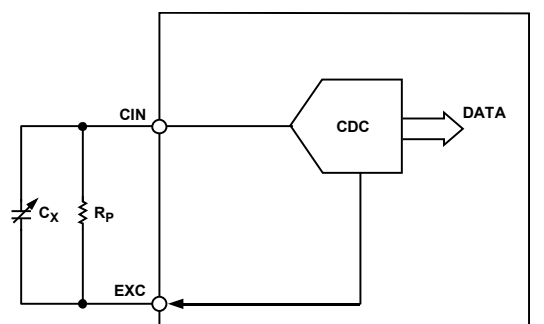 CIN
CDC
DATA
CX
RP
EXC